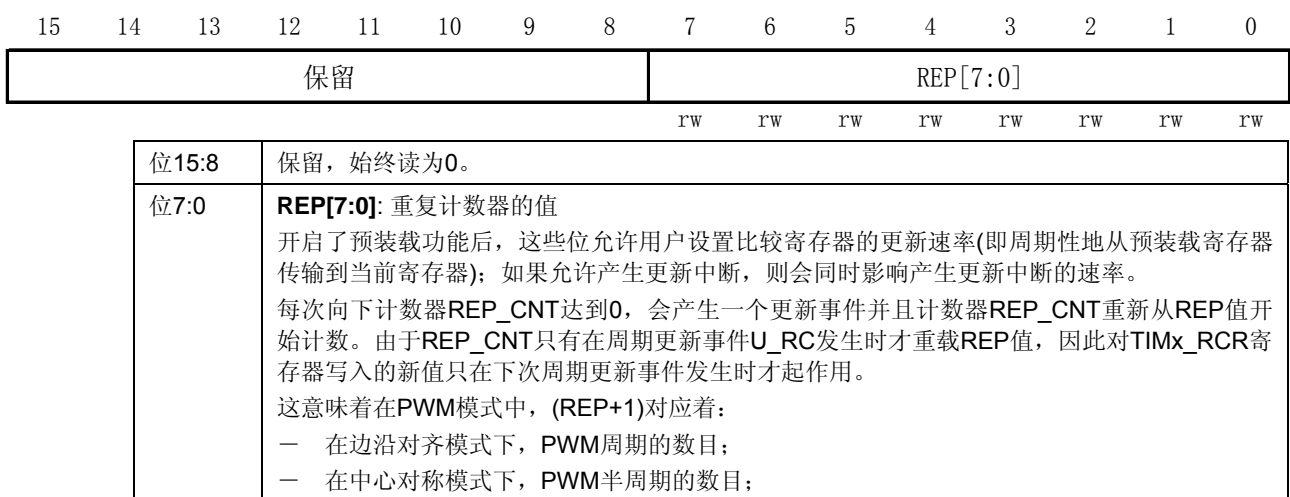 15 14 13 12 11 10 9 8 7 6 5 4 3 2 1 0
保留 REP[7:0]
rw rw rw rw rw rw rw rw
位15:8 保留，始终读为0。
位7:0 REP[7:0]: 重复计数器的值
开启了预装载功能后，这些位允许用户设置比较寄存器的更新速率(即周期性地从预装载寄存器
传输到当前寄存器)；如果允许产生更新中断，则会同时影响产生更新中断的速率。
每次向下计数器REP_CNT达到0，会产生一个更新事件并且计数器REP_CNT重新从REP值开
始计数。由于REP_CNT只有在周期更新事件U_RC发生时才重载REP值，因此对TIMx_RCR寄
存器写入的新值只在下次周期更新事件发生时才起作用。
这意味着在PWM模式中，(REP+1)对应着：
－ 在边沿对齐模式下，PWM周期的数目；
－ 在中心对称模式下，PWM半周期的数目；